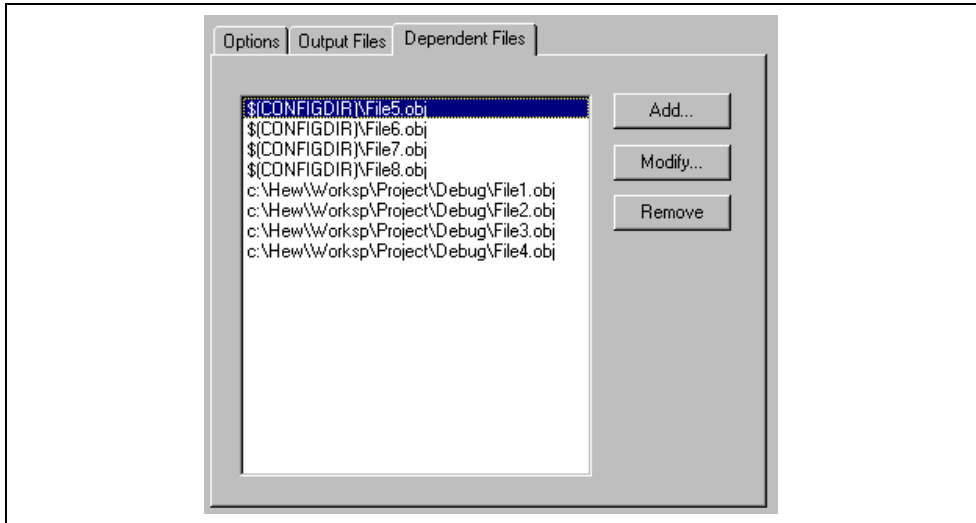 Options Output Files Dependent Files
$(CONFIGDIR)\File5.obj
$(CONFIGDIR)\File6.obj
$(CONFIGDIR)\File7.obj
$(CONFIGDIR)\File8.obj
c:\Hew\Worksp\Project\Debug\File1.obj
c:\Hew\Worksp\Project\Debug\File2.obj
c:\Hew\Worksp\Project\Debug\File3.obj
c:\Hew\Worksp\Project\Debug\File4.obj
Add...
Modify...
Remove